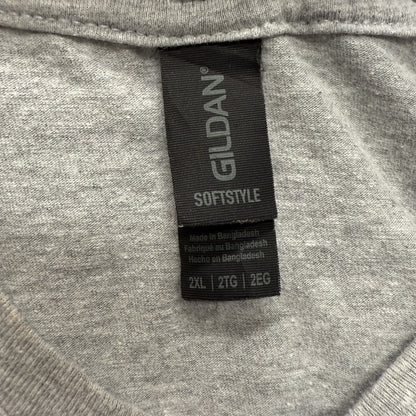 GILDAN®
SOFTSTYLE
Made in Bangladesh
Fabriqué au Bangladesh
Hecho en Bangladesh
2XL | 2TG | 2EG